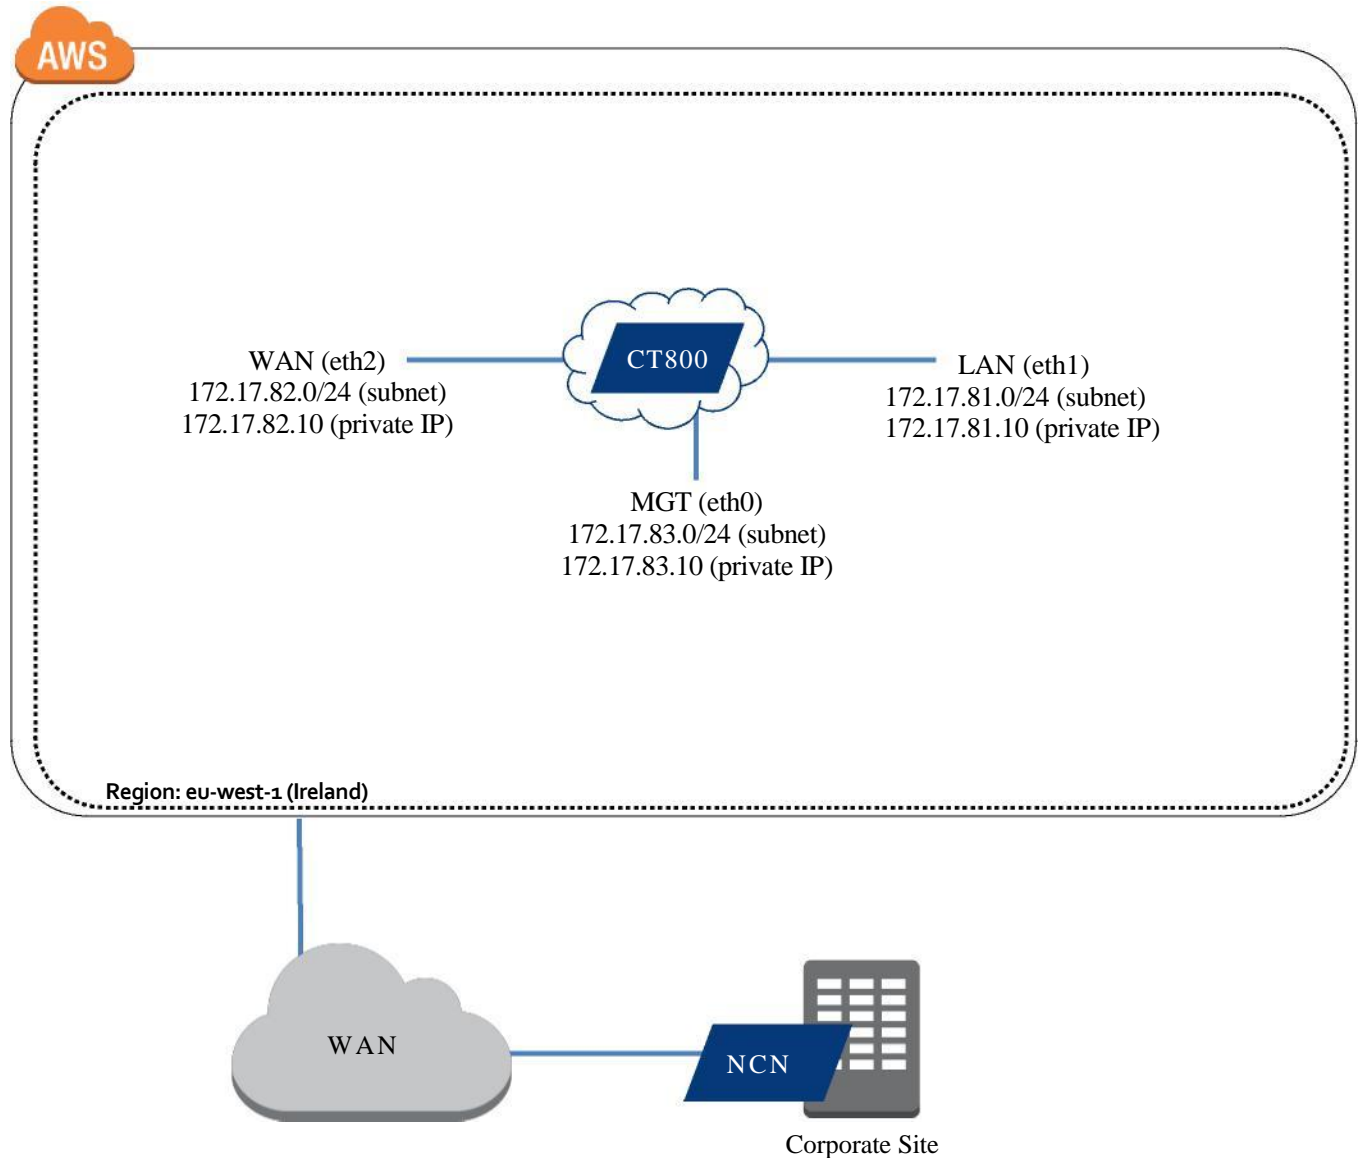 AWS
CT800
WAN (eth2)
172.17.82.0/24 (subnet)
172.17.82.10 (private IP)
LAN (eth1)
172.17.81.0/24 (subnet)
172.17.81.10 (private IP)
MGT (eth0)
172.17.83.0/24 (subnet)
172.17.83.10 (private IP)
Region: eu-west-1 (Ireland)
WAN
NCN
Corporate Site